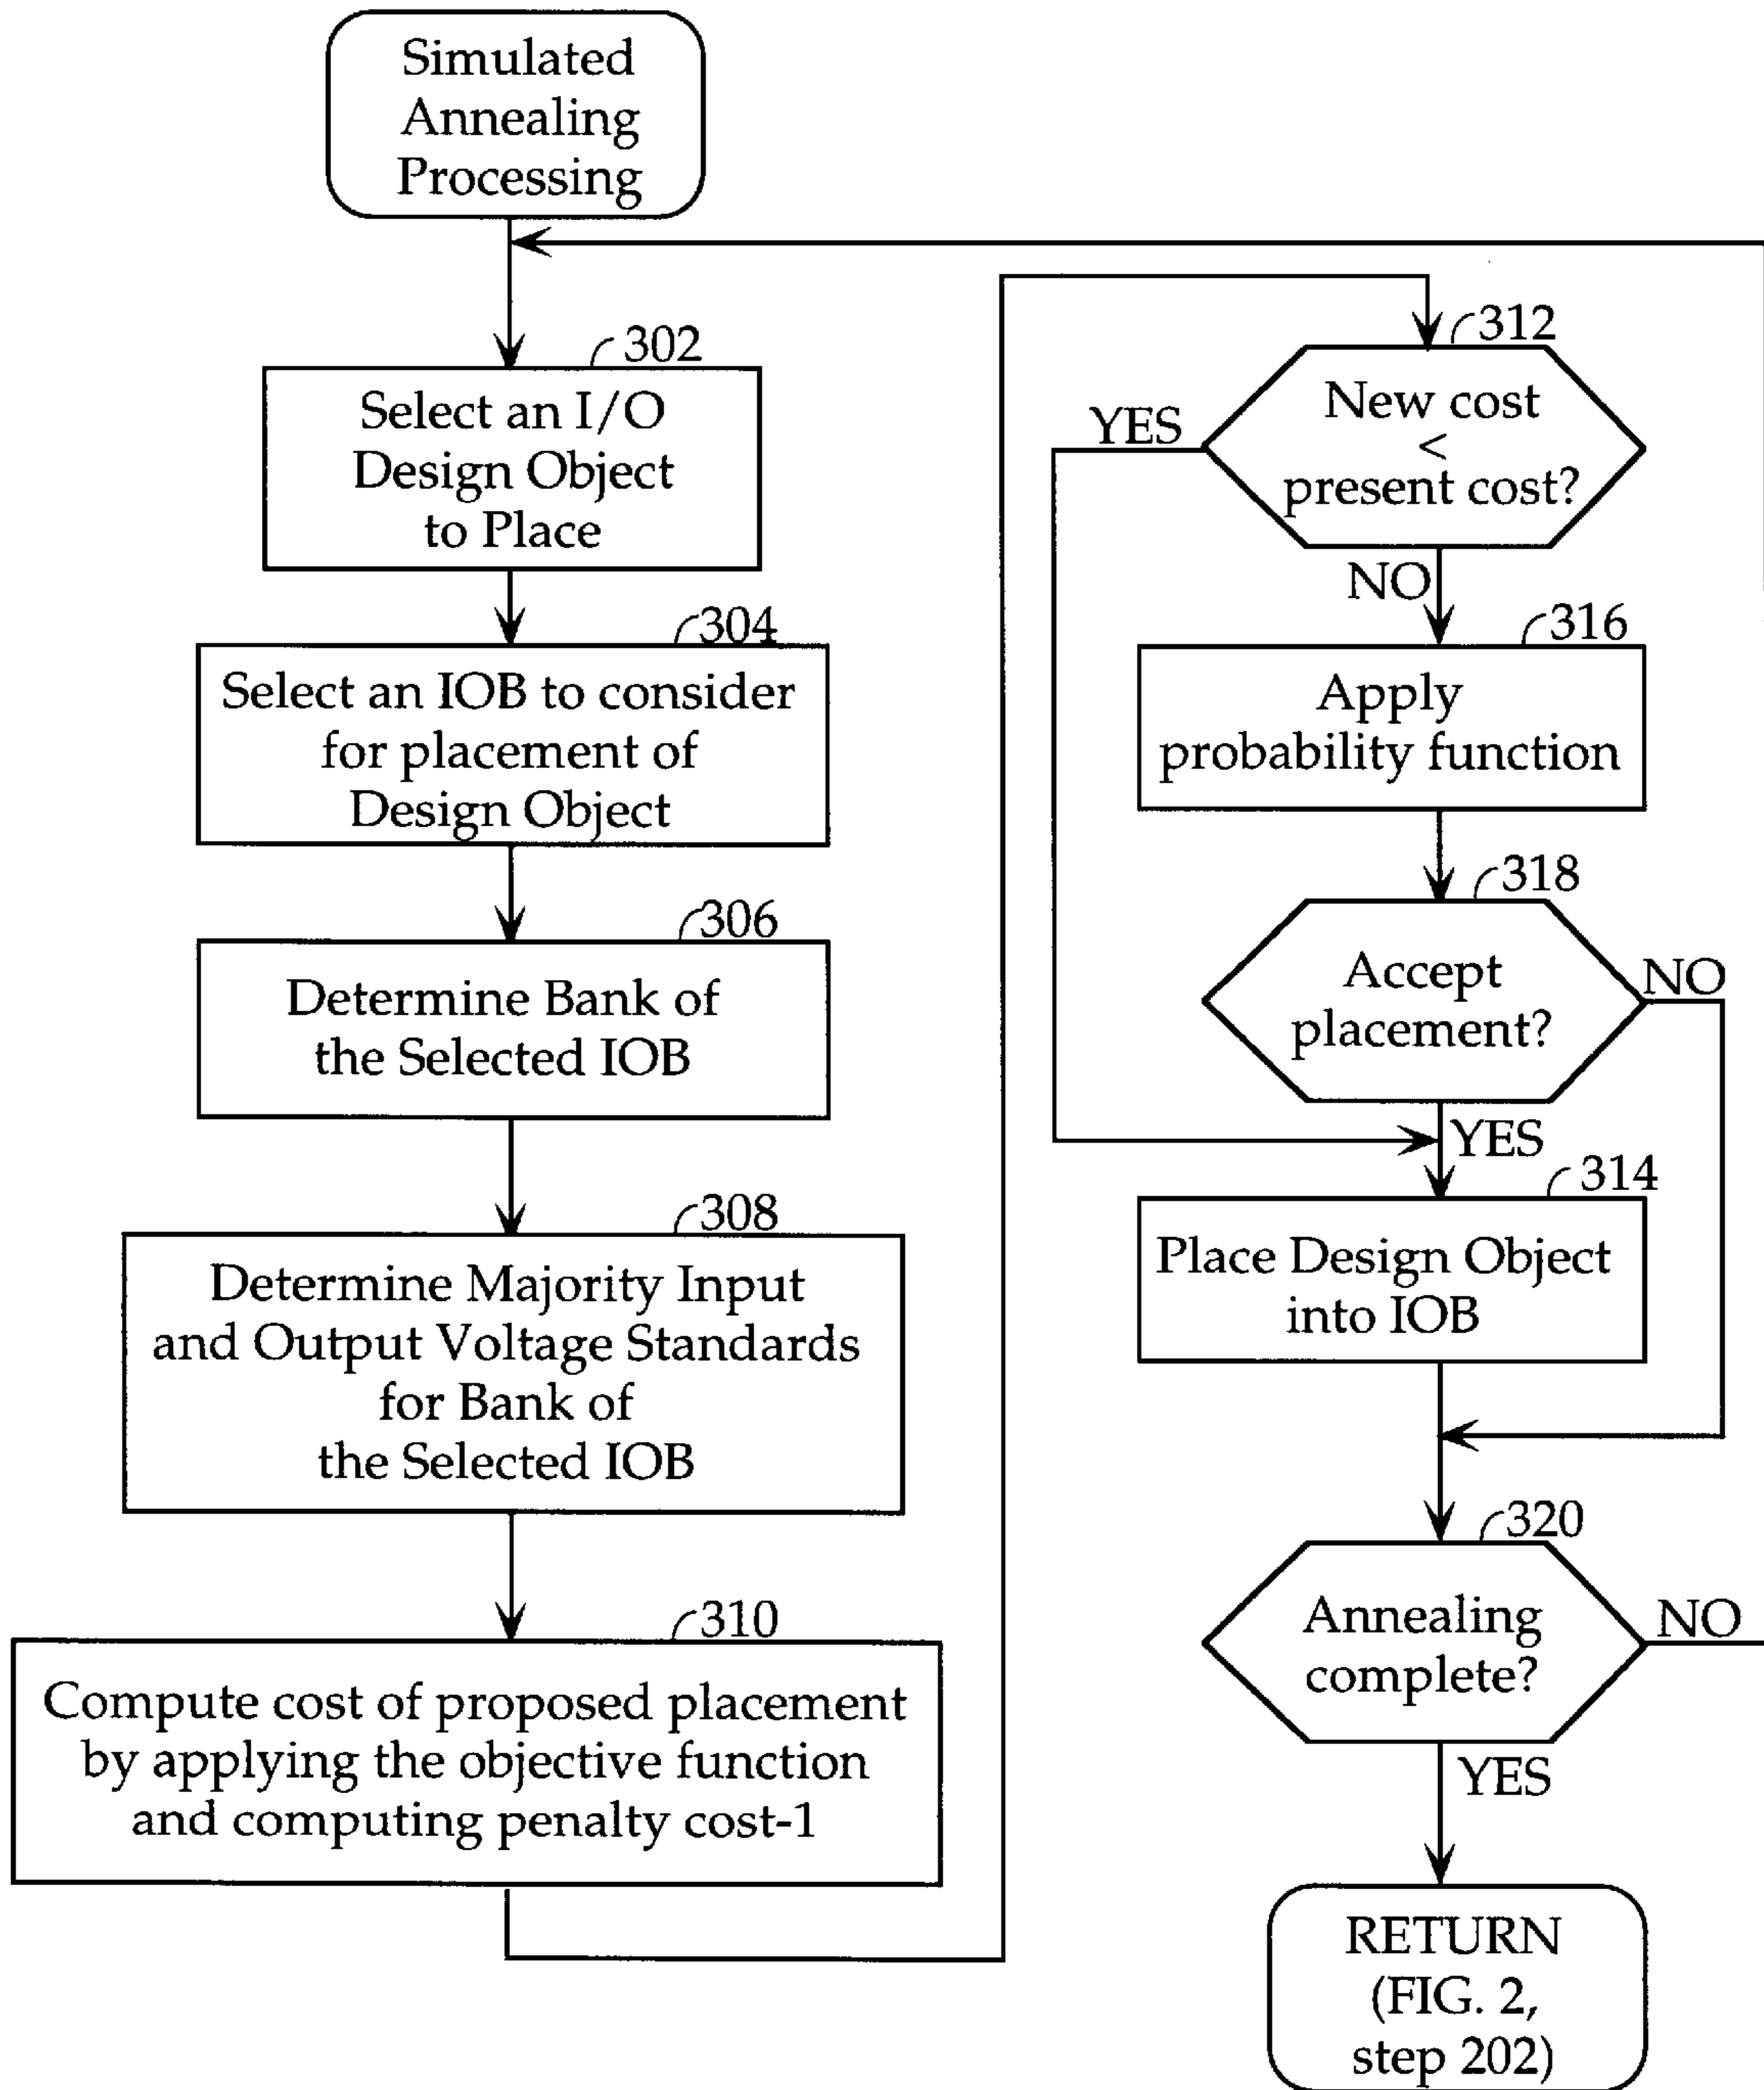 Simulated
Annealing
Processing
302
Select an I/O
Design Object
to Place
304
Select an IOB to consider
for placement of
Design Object
306
Determine Bank of
the Selected IOB
308
Determine Majority Input
and Output Voltage Standards
for Bank of
the Selected IOB
310
Compute cost of proposed placement
by applying the objective function
and computing penalty cost-1
312
New cost
<
present cost?
YES
NO
316
Apply
probability function
318
Accept
placement?
NO
YES
314
Place Design Object
into IOB
320
Annealing
complete?
NO
YES
RETURN
(FIG. 2,
step 202)